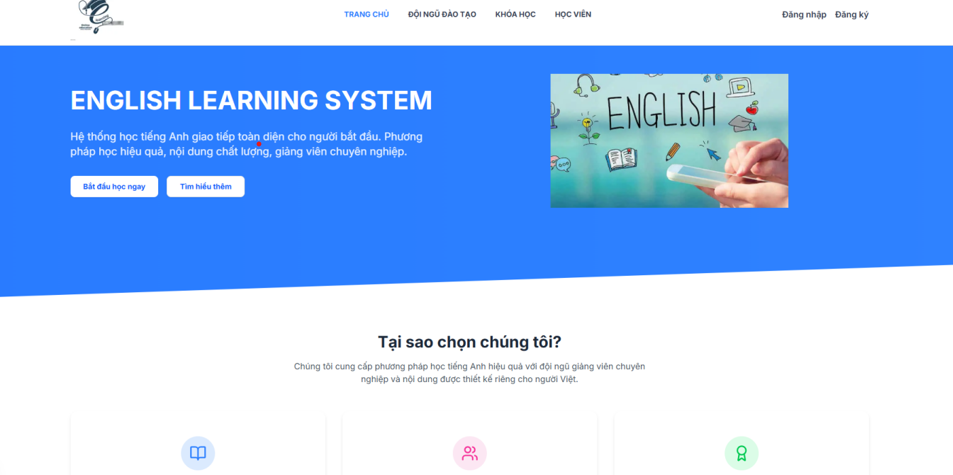 TRANG CHỦ ĐỘI NGŨ ĐÀO TẠO KHÓA HỌC HỌC VIÊN Đăng nhập Đăng ký
ENGLISH LEARNING SYSTEM
Hệ thống học tiếng Anh giao tiếp toàn diện cho người bắt đầu. Phương
pháp học hiệu quả, nội dung chất lượng, giảng viên chuyên nghiệp.
Bắt đầu học ngay Tìm hiểu thêm
ENGLISH
Tại sao chọn chúng tôi?
Chúng tôi cung cấp phương pháp học tiếng Anh hiệu quả với đội ngũ giảng viên chuyên
nghiệp và nội dung được thiết kế riêng cho người Việt.